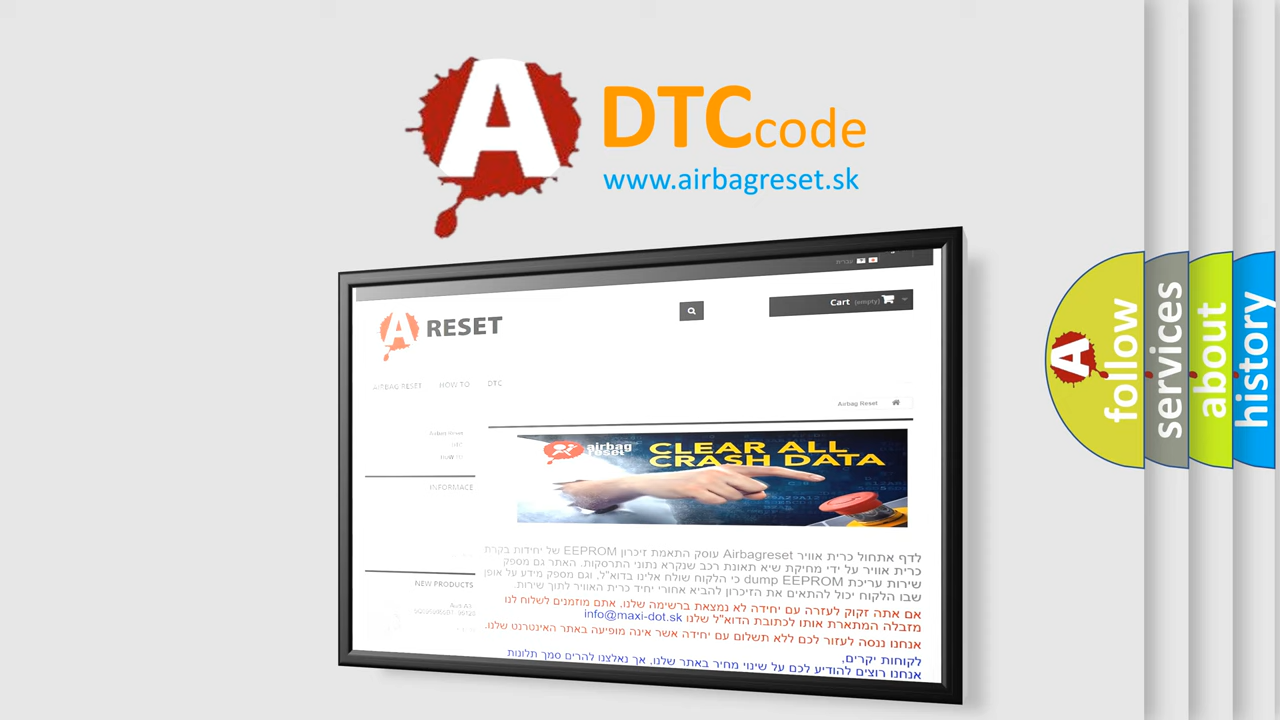 A
DTC code
www.airbagreset.sk
עברית
Cart (empty)
A RESET
AIRBAG RESET HOW TO DTC
Airbag Reset
Airbag Reset
HOW TO
INFORMACE
NEW PRODUCTS
airbag
reset
CLEAR ALL
CRASH DATA
לדף אתחול כרית אוויר Airbagreset עוסק התאמת זיכרון EEPROM של יחידות בקרת
כרית אוויר על ידי מחיקת שיא תאונת רכב שנקרא נתוני התרסקות. האתר גם מספק
שירות עריכת dump EEPROM כי הלקוח שולח אלינו בדוא"ל, וגם מספק מידע על אופן
שבו הלקוח יכול להתאים את הזיכרון להביא אחורי יחיד כרית האוויר לתוך שירות.
אם אתה זקוק לעזרה עם יחידה לא נמצאת ברשימה שלנו, אתם מוזמנים לשלוח לנו
מזבלה המתארת אותו לכתובת הדוא"ל שלנו info@maxi-dot.sk
אנחנו ננסה לעזור לכם ללא תשלום עם יחידה אשר אינה מופיעה באתר האינטרנט שלנו.
לקוחות יקרים,
אנחנו רוצים להודיע לכם על שינוי מחיר באתר שלנו, אך נאלצנו להרים סמך תלונות
A
follow
services
about
history